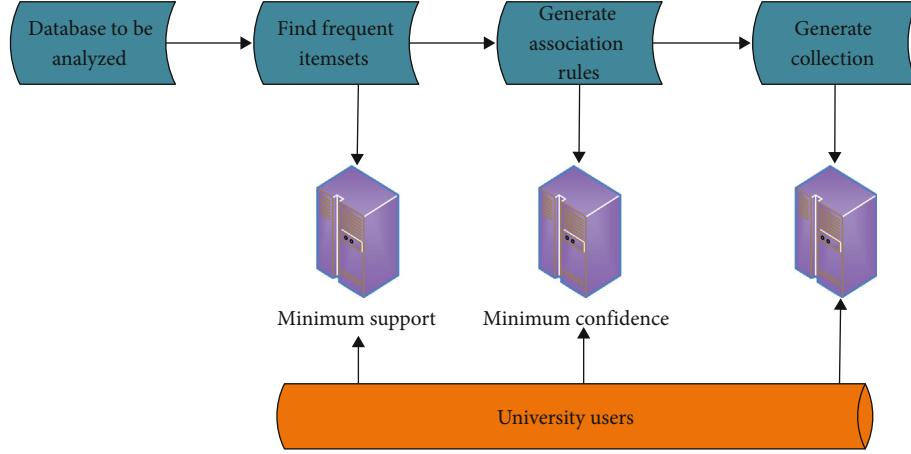 Database to be
analyzed
Find frequent
itemsets
Generate
association
rules
Generate
collection
Minimum support
Minimum confidence
University users